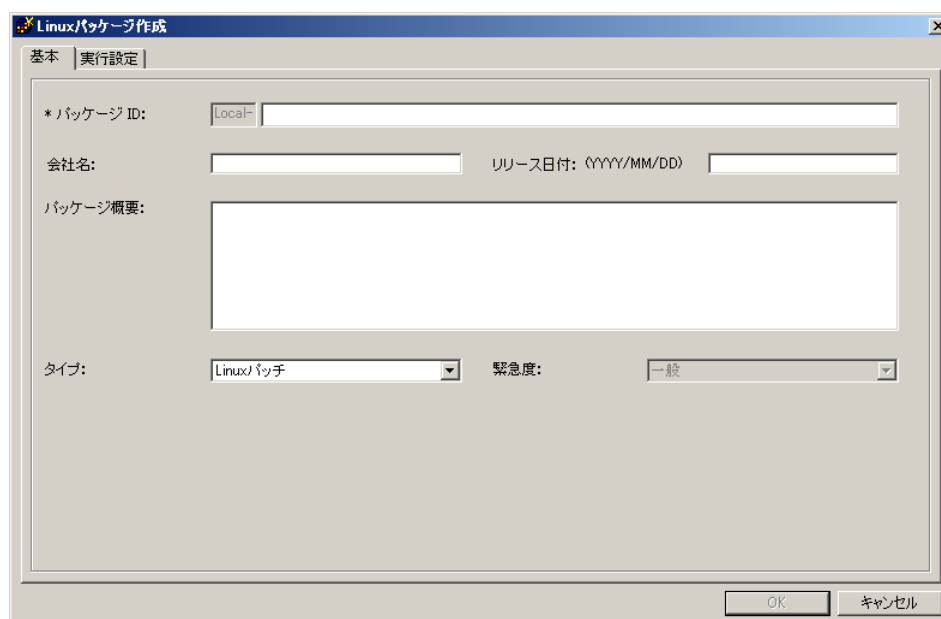 Linuxパッケージ作成
基本 実行設定
* パッケージ ID: Local-
会社名: リリース日付: (YYYY/MM/DD)
パッケージ概要:
タイプ: Linuxパッチ 緊急度: 一般
OK キャンセル